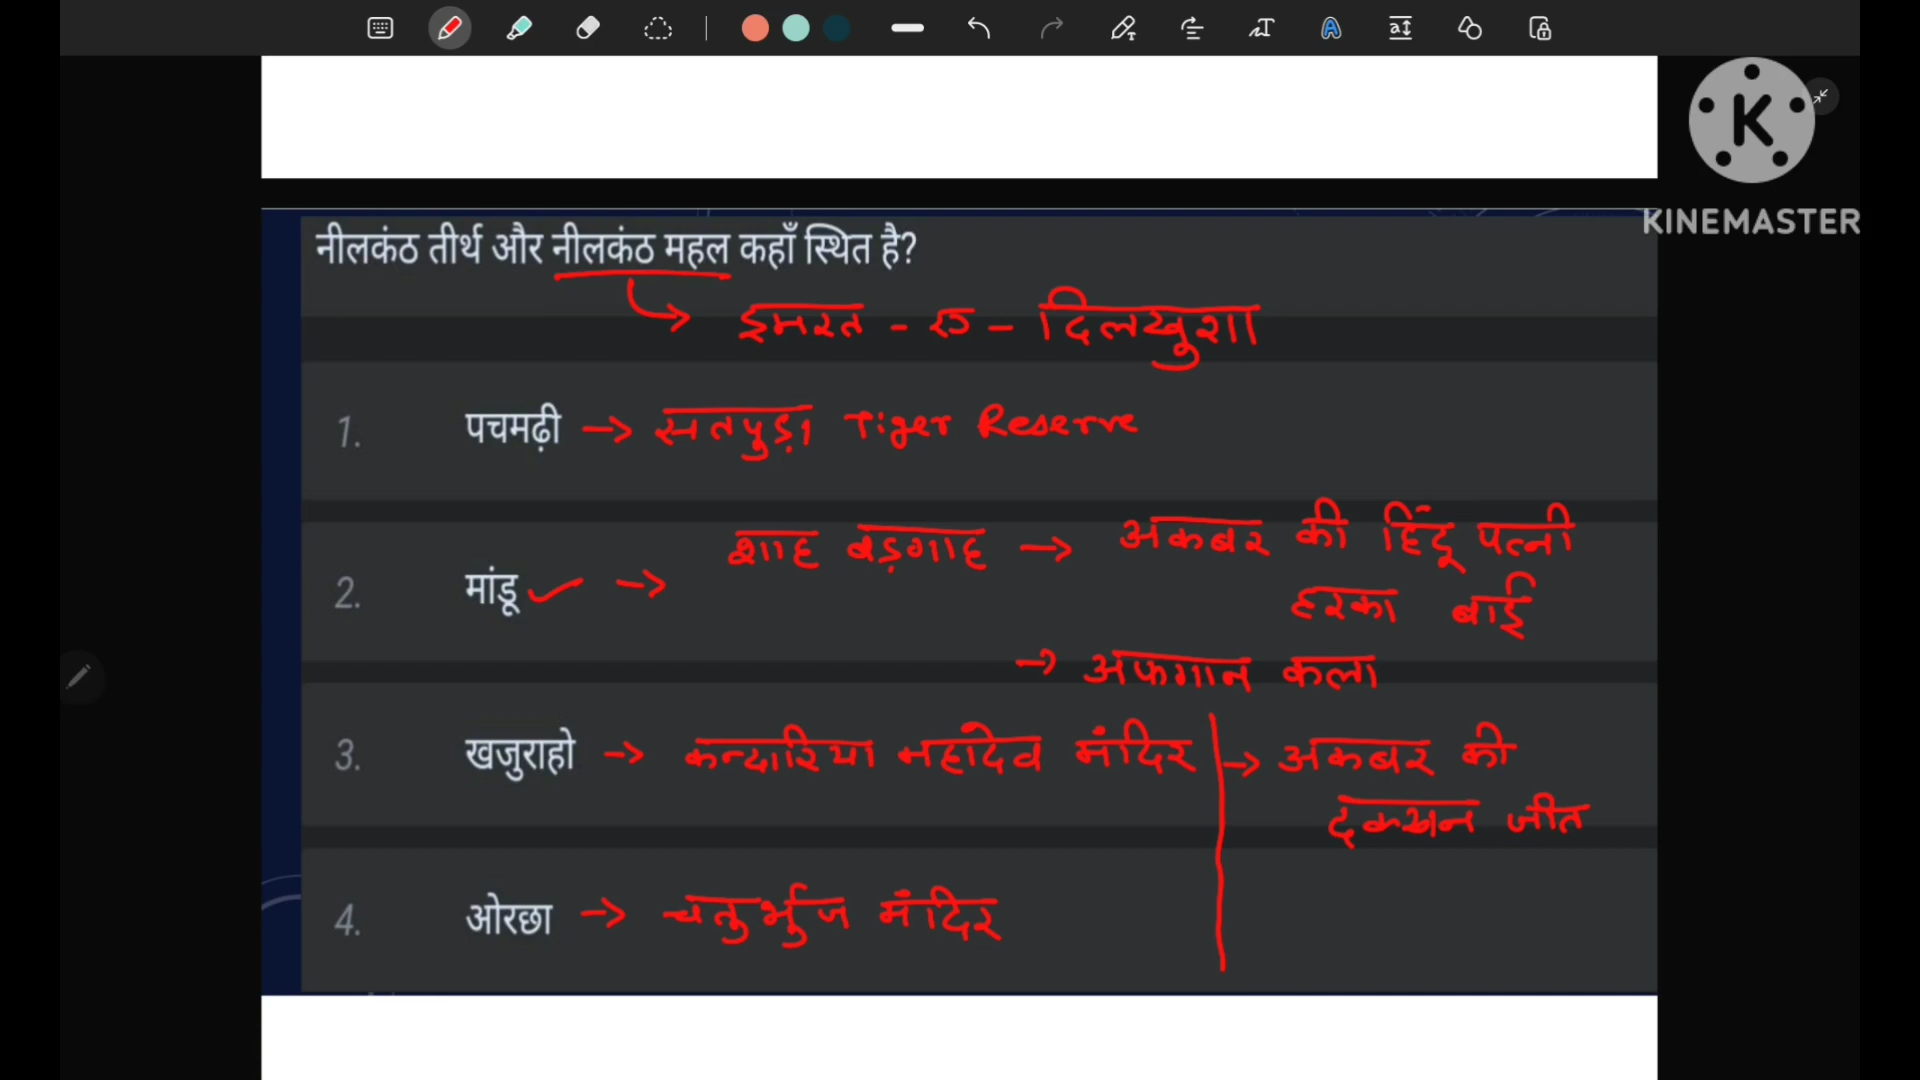 K
KINEMASTER
नीलकंठ तीर्थ और नीलकंठ महल कहाँ स्थित है?
→ इमरत - ए - दिलखुशा
1. पचमढ़ी → सतपुड़ा Tiger Reserve
2. मांडू ✓ → शाह बड़गाह → अकबर की हिंदू पत्नी
हरका बाई
→ अफगान कला
3. खजुराहो → कन्दारिया महादेव मंदिर → अकबर की
दक्खन जीत
4. ओरछा → चतुर्भुज मंदिर